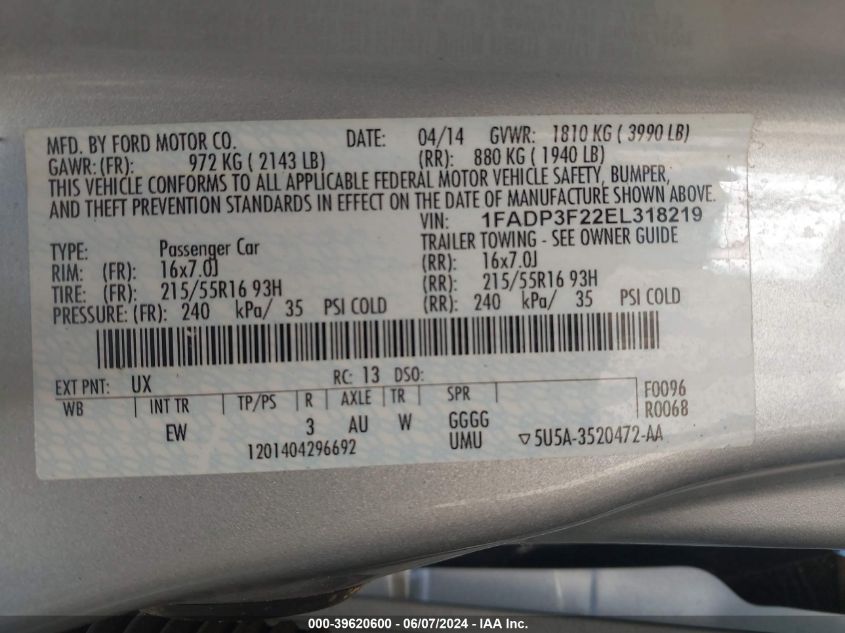 MFD. BY FORD MOTOR CO. DATE: 04/14 GVWR: 1810 KG ( 3990 LB)
GAWR: (FR): 972 KG ( 2143 LB) (RR): 880 KG ( 1940 LB)
THIS VEHICLE CONFORMS TO ALL APPLICABLE FEDERAL MOTOR VEHICLE SAFETY, BUMPER,
AND THEFT PREVENTION STANDARDS IN EFFECT ON THE DATE OF MANUFACTURE SHOWN ABOVE.
VIN: 1FADP3F22EL318219
TYPE: Passenger Car TRAILER TOWING - SEE OWNER GUIDE
RIM: (FR): 16x7.0J (RR): 16x7.0J
TIRE: (FR): 215/55R16 93H (RR): 215/55R16 93H
PRESSURE: (FR): 240 kPa/ 35 PSI COLD (RR): 240 kPa/ 35 PSI COLD
EXT PNT: UX RC: 13 DSO: F0096
WB INT TR TP/PS R AXLE TR SPR R0068
EW 3 AU W GGGG
1201404296692 UMU ▽5U5A-3520472-AA
000-39620600 - 06/07/2024 - IAA Inc.